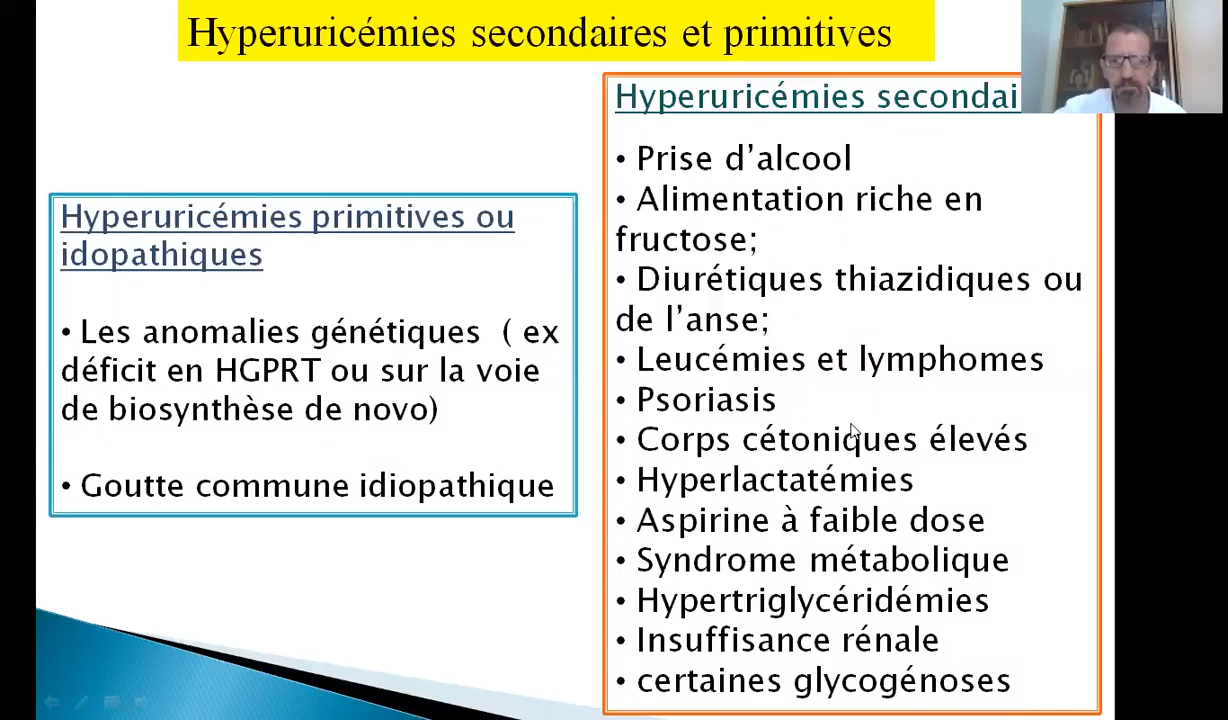 Hyperuricémies secondaires et primitives
Hyperuricémies primitives ou
idopathiques
• Les anomalies génétiques ( ex
déficit en HGPRT ou sur la voie
de biosynthèse de novo)
• Goutte commune idiopathique
Hyperuricémies secondai
• Prise d’alcool
• Alimentation riche en
fructose;
• Diurétiques thiazidiques ou
de l’anse;
• Leucémies et lymphomes
• Psoriasis
• Corps cétoniques élevés
• Hyperlactatémies
• Aspirine à faible dose
• Syndrome métabolique
• Hypertriglycéridémies
• Insuffisance rénale
• certaines glycogénoses